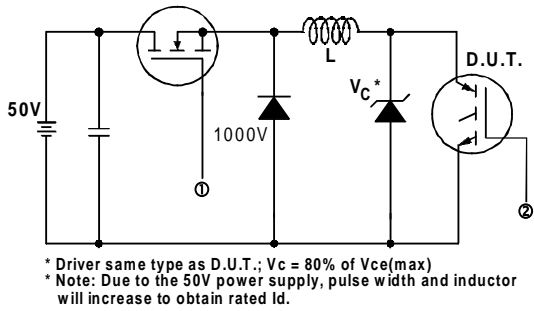 L
D.U.T.
VC *
50V
1000V
①
②
* Driver same type as D.U.T.; Vc = 80% of Vce(max)
* Note: Due to the 50V power supply, pulse width and inductor
will increase to obtain rated Id.